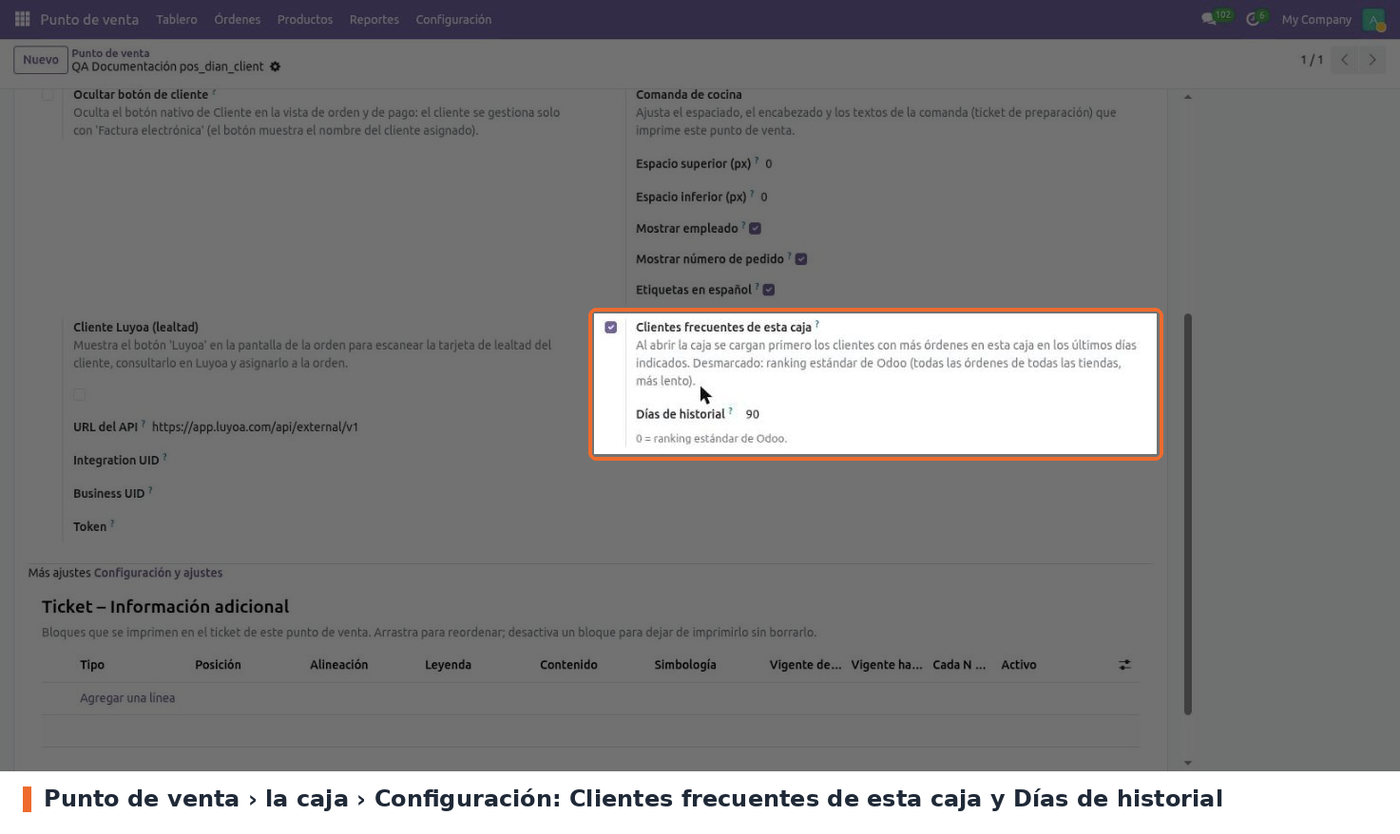 Punto de venta Tablero Órdenes Productos Reportes Configuración 102 6 My Company A
Nuevo Punto de venta
QA Documentación pos_dian_client 1 / 1
Ocultar botón de cliente ?
Oculta el botón nativo de Cliente en la vista de orden y de pago: el cliente se gestiona solo
con 'Factura electrónica' (el botón muestra el nombre del cliente asignado).
Comanda de cocina
Ajusta el espaciado, el encabezado y los textos de la comanda (ticket de preparación) que
imprime este punto de venta.
Espacio superior (px) ? 0
Espacio inferior (px) ? 0
Mostrar empleado ?
Mostrar número de pedido ?
Etiquetas en español ?
Cliente Luyoa (lealtad)
Muestra el botón 'Luyoa' en la pantalla de la orden para escanear la tarjeta de lealtad del
cliente, consultarlo en Luyoa y asignarlo a la orden.
URL del API ? https://app.luyoa.com/api/external/v1
Integration UID ?
Business UID ?
Token ?
Clientes frecuentes de esta caja ?
Al abrir la caja se cargan primero los clientes con más órdenes en esta caja en los últimos días
indicados. Desmarcado: ranking estándar de Odoo (todas las órdenes de todas las tiendas,
más lento).
Días de historial ? 90
0 = ranking estándar de Odoo.
Más ajustes Configuración y ajustes
Ticket – Información adicional
Bloques que se imprimen en el ticket de este punto de venta. Arrastra para reordenar; desactiva un bloque para dejar de imprimirlo sin borrarlo.
Tipo Posición Alineación Leyenda Contenido Simbología Vigente de... Vigente ha... Cada N ... Activo
Agregar una línea
Punto de venta › la caja › Configuración: Clientes frecuentes de esta caja y Días de historial